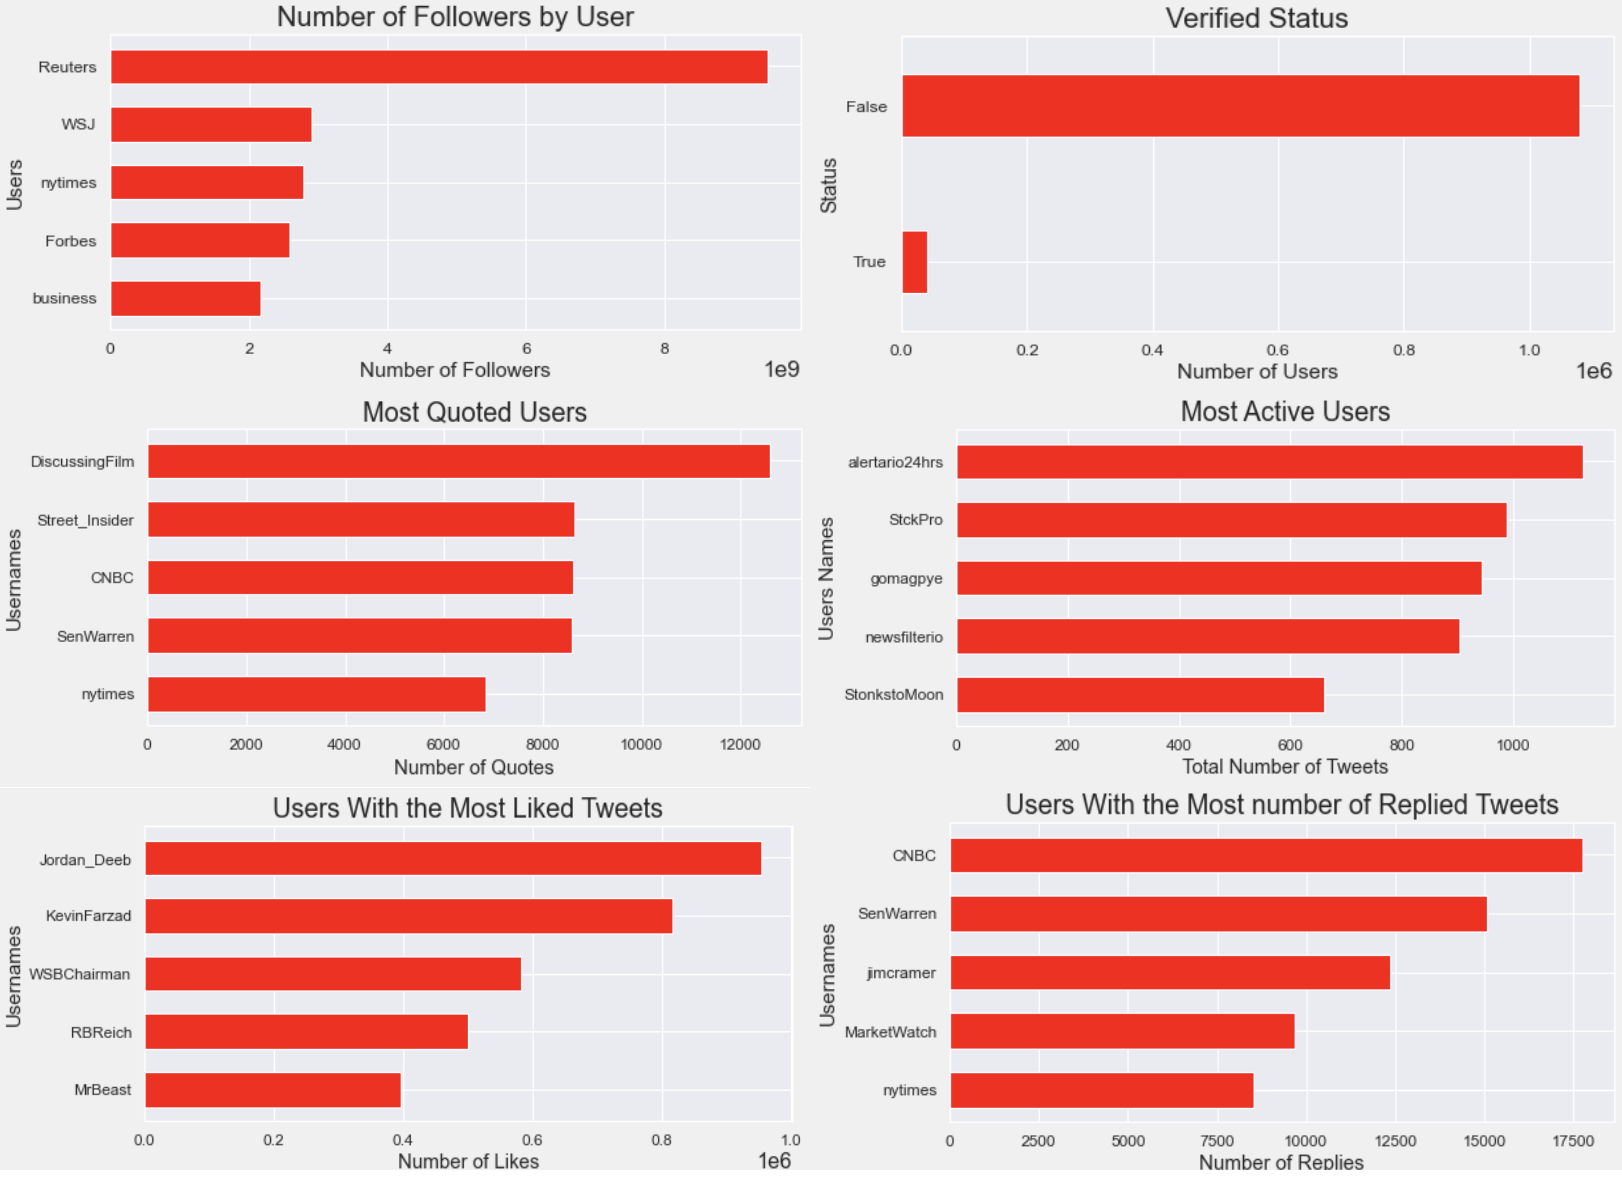 Number of Followers by User
Users
Reuters
WSJ
nytimes
Forbes
business
0 2 4 6 8
Number of Followers
1e9
Verified Status
Status
False
True
0.0 0.2 0.4 0.6 0.8 1.0
Number of Users
1e6
Most Quoted Users
Usernames
DiscussingFilm
Street_Insider
CNBC
SenWarren
nytimes
0 2000 4000 6000 8000 10000 12000
Number of Quotes
Most Active Users
Users Names
alertario24hrs
StckPro
gomagpye
newsfilterio
StonkstoMoon
0 200 400 600 800 1000
Total Number of Tweets
Users With the Most Liked Tweets
Usernames
Jordan_Deeb
KevinFarzad
WSBChairman
RBReich
MrBeast
0.0 0.2 0.4 0.6 0.8 1.0
Number of Likes
1e6
Users With the Most number of Replied Tweets
Usernames
CNBC
SenWarren
jimcramer
MarketWatch
nytimes
0 2500 5000 7500 10000 12500 15000 17500
Number of Replies